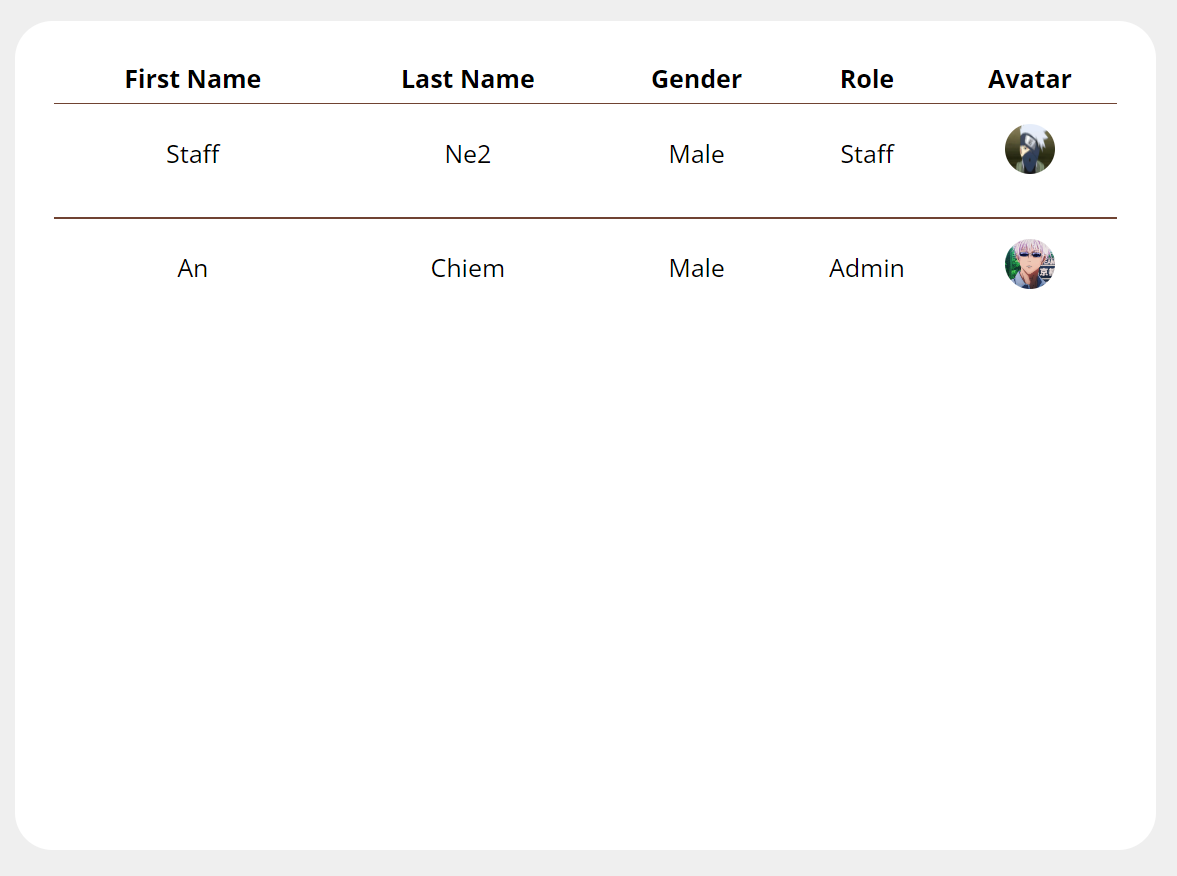 First Name Last Name Gender Role Avatar
Staff Ne2 Male Staff
An Chiem Male Admin